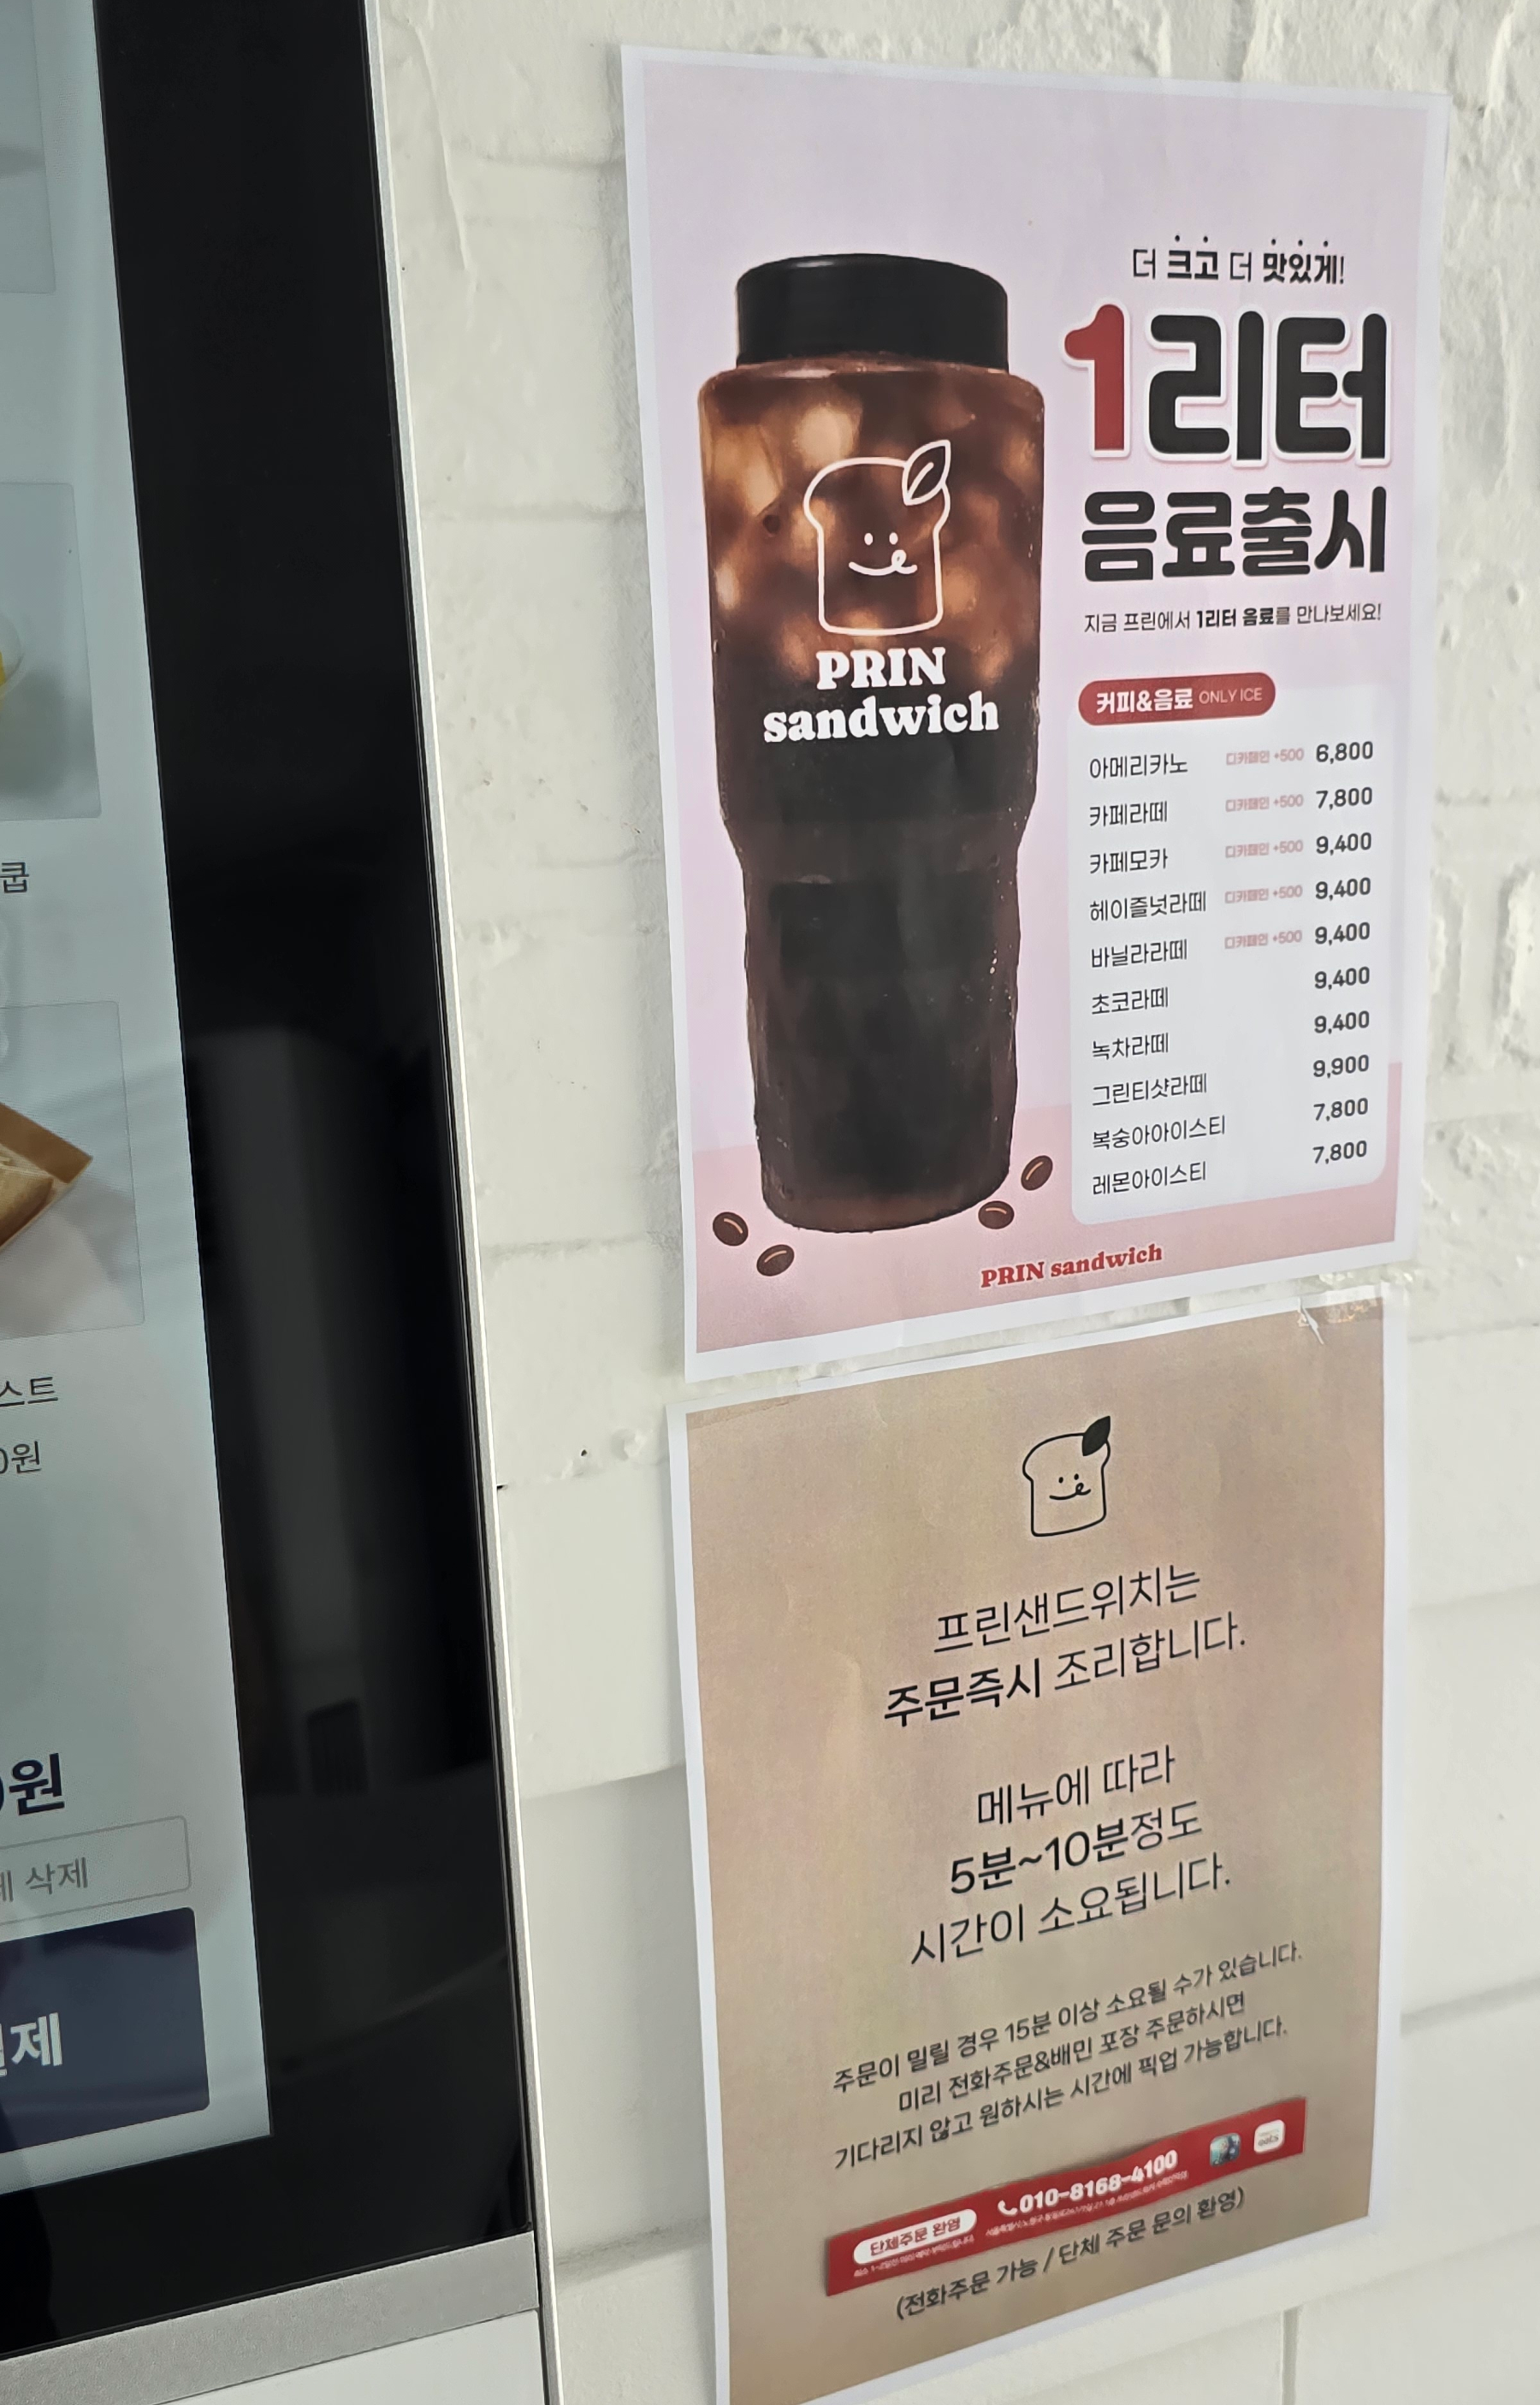 쿱
스트
0원
0원
삭제
제
더 크고 더 맛있게!
1리터
음료출시
지금 프린에서 1리터 음료를 만나보세요!
PRIN
sandwich
커피&음료 ONLY ICE
아메리카노 디카페인 +500 6,800
카페라떼 디카페인 +500 7,800
카페모카 디카페인 +500 9,400
헤이즐넛라떼 디카페인 +500 9,400
바닐라라떼 디카페인 +500 9,400
초코라떼 9,400
녹차라떼 9,400
그린티샷라떼 9,900
복숭아아이스티 7,800
레몬아이스티 7,800
PRIN sandwich
프린샌드위치는
주문즉시 조리합니다.
메뉴에 따라
5분~10분정도
시간이 소요됩니다.
주문이 밀릴 경우 15분 이상 소요될 수가 있습니다.
미리 전화주문&배민 포장 주문하시면
기다리지 않고 원하시는 시간에 픽업 가능합니다.
단체주문 환영 010-8168-4100
eats
(전화주문 가능 / 단체 주문 문의 환영)